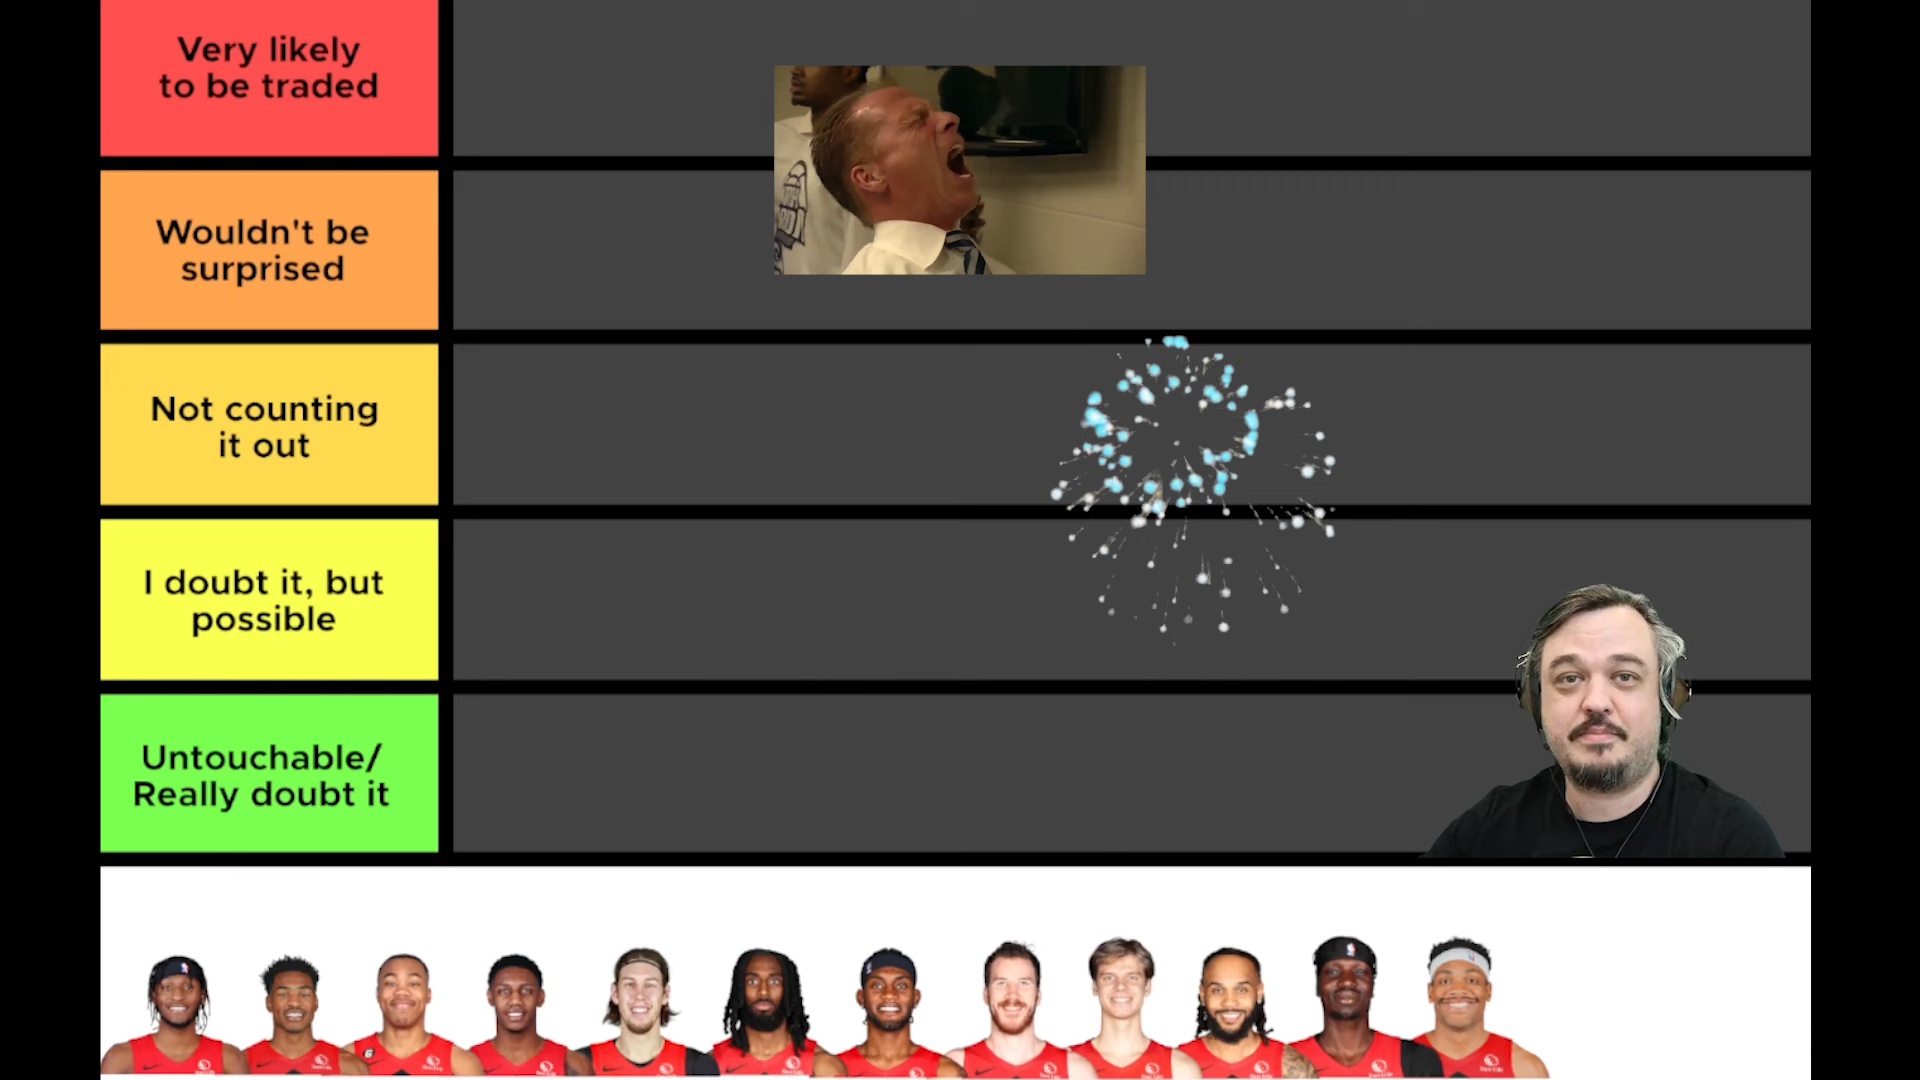 Very likely
to be traded
Wouldn't be
surprised
Not counting
it out
I doubt it, but
possible
Untouchable/
Really doubt it